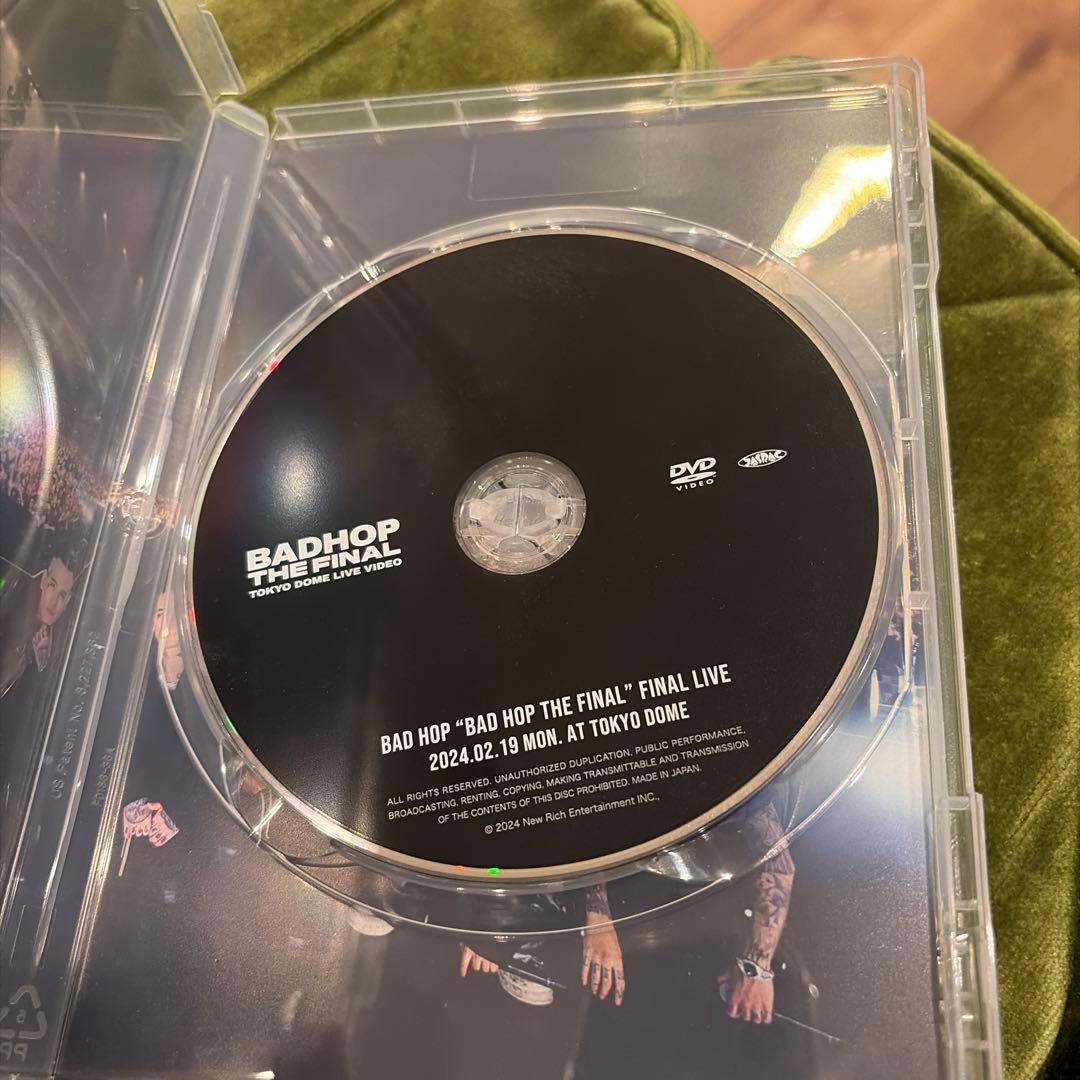 BADHOP
THE FINAL
TOKYO DOME LIVE VIDEO
DVD
VIDEO
JASRAC
BAD HOP “BAD HOP THE FINAL” FINAL LIVE
2024.02.19 MON. AT TOKYO DOME
ALL RIGHTS RESERVED. UNAUTHORIZED DUPLICATION, PUBLIC PERFORMANCE,
BROADCASTING, RENTING, COPYING, MAKING TRANSMITTABLE AND TRANSMISSION
OF THE CONTENTS OF THIS DISC PROHIBITED. MADE IN JAPAN.
© 2024 New Rich Entertainment INC.,
US Patent No.
PP